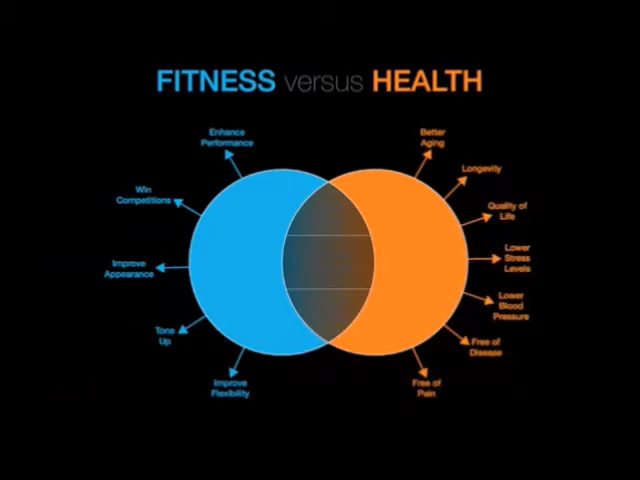 FITNESS versus HEALTH
Enhance
Performance
Win
Competitions
Improve
Appearance
Tone
Up
Improve
Flexibility
Better
Aging
Longevity
Quality of
Life
Lower
Stress
Levels
Lower
Blood
Pressure
Free of
Disease
Free of
Pain